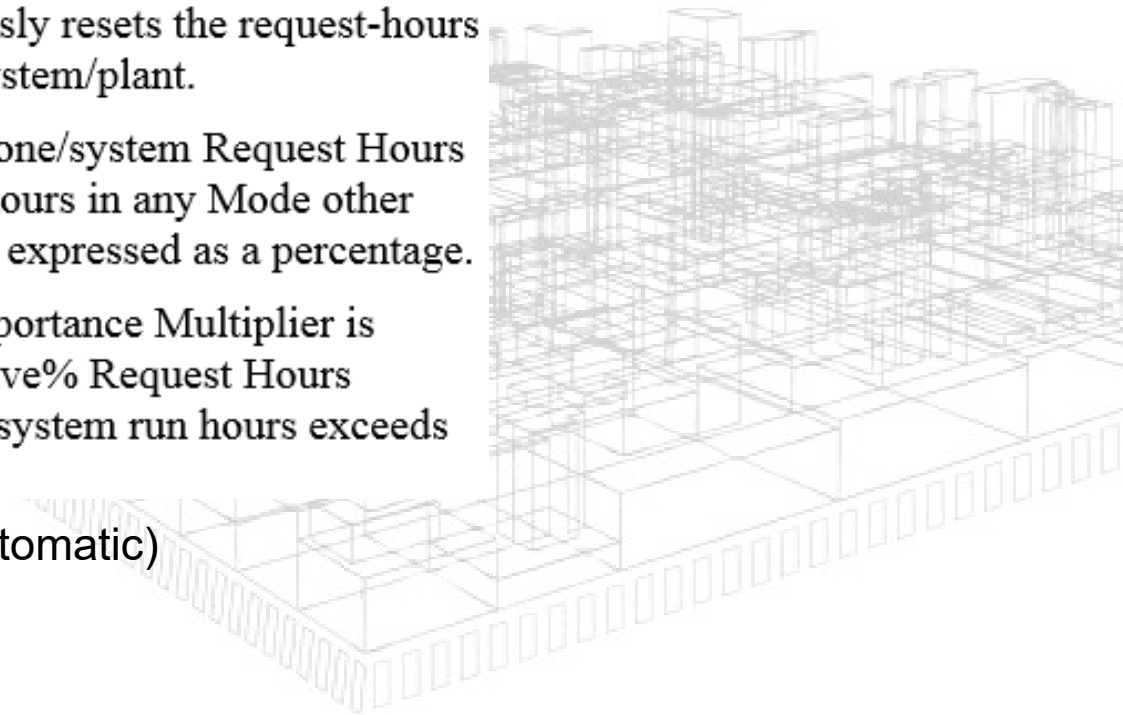 sly resets the request-hours
ystem/plant.
one/system Request Hours
ours in any Mode other
expressed as a percentage.
portance Multiplier is
ve% Request Hours
system run hours exceeds
tomatic)